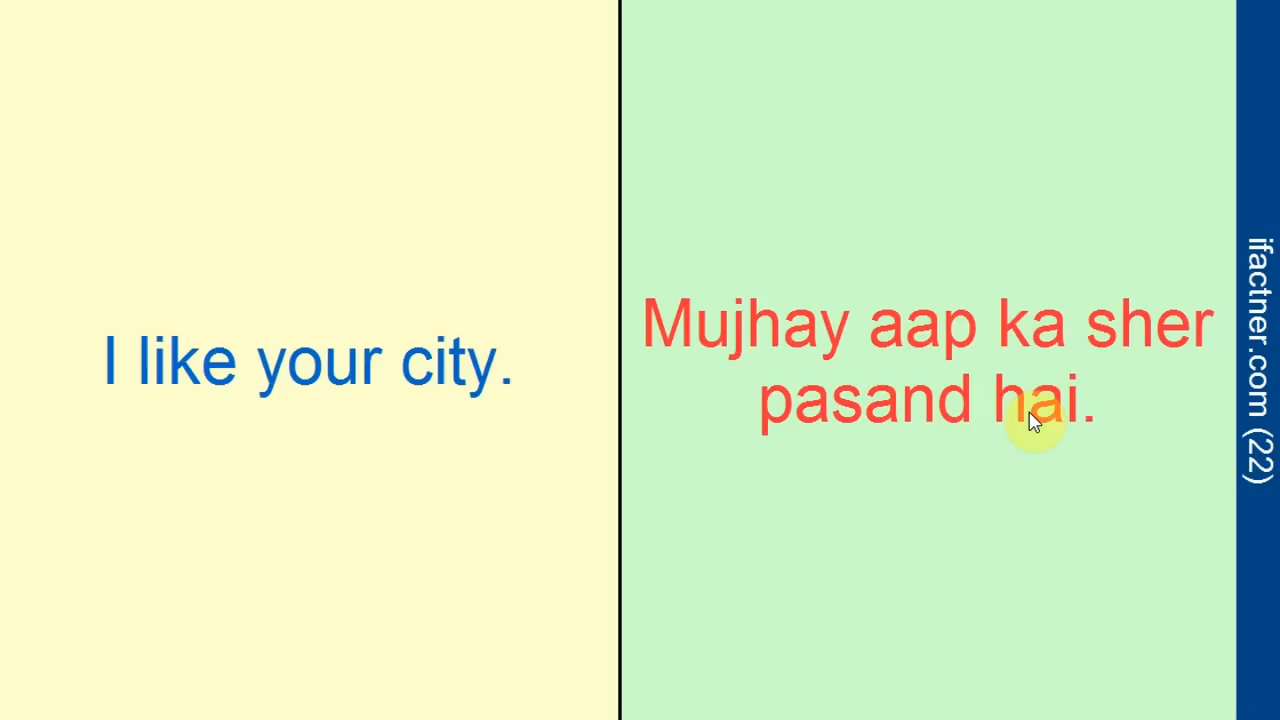 I like your city.
Mujhay aap ka sher
pasand hai.
ifactner.com (22)